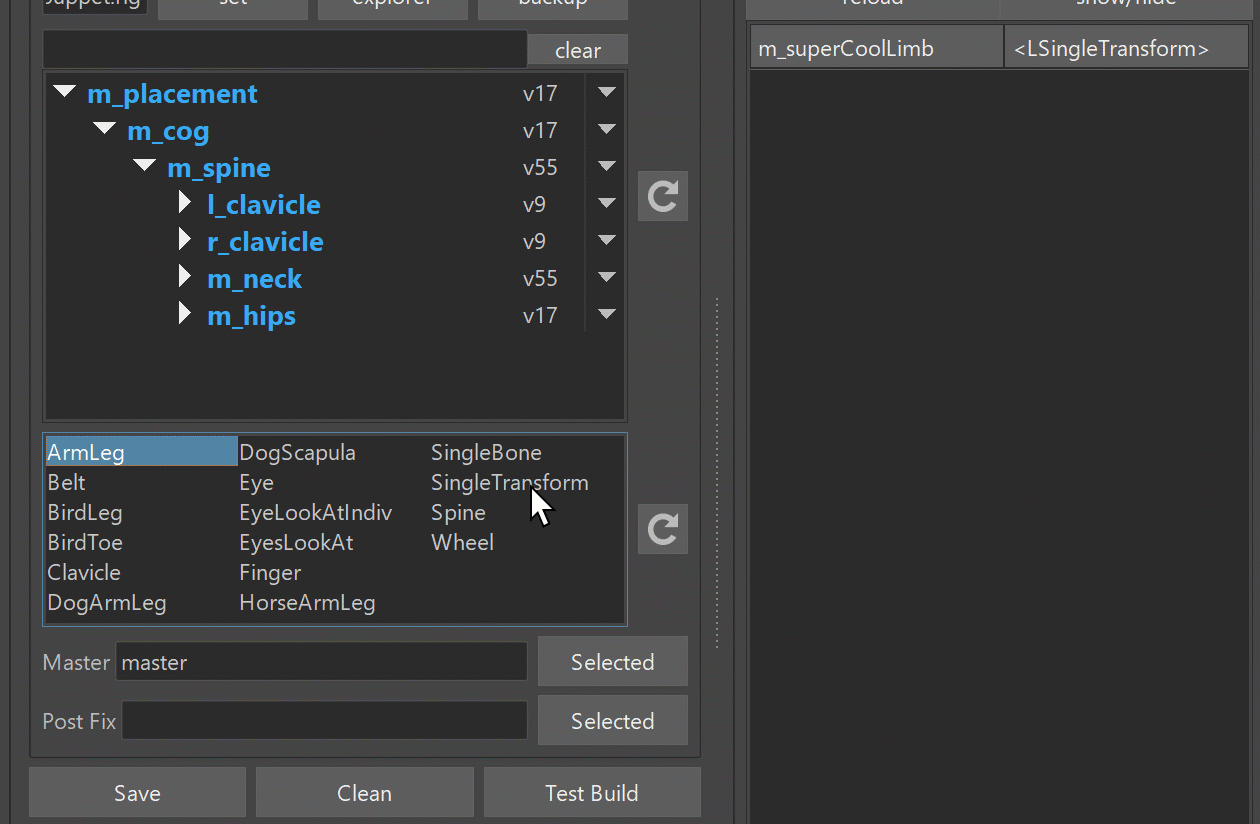 set explorer backup reload show/hide
clear
m_superCoolLimb <LSingleTransform>
m_placement v17
m_cog v17
m_spine v55
l_clavicle v9
r_clavicle v9
m_neck v55
m_hips v17
ArmLeg DogScapula SingleBone
Belt Eye SingleTransform
BirdLeg EyeLookAtIndiv Spine
BirdToe EyesLookAt Wheel
Clavicle Finger
DogArmLeg HorseArmLeg
Master master Selected
Post Fix Selected
Save Clean Test Build